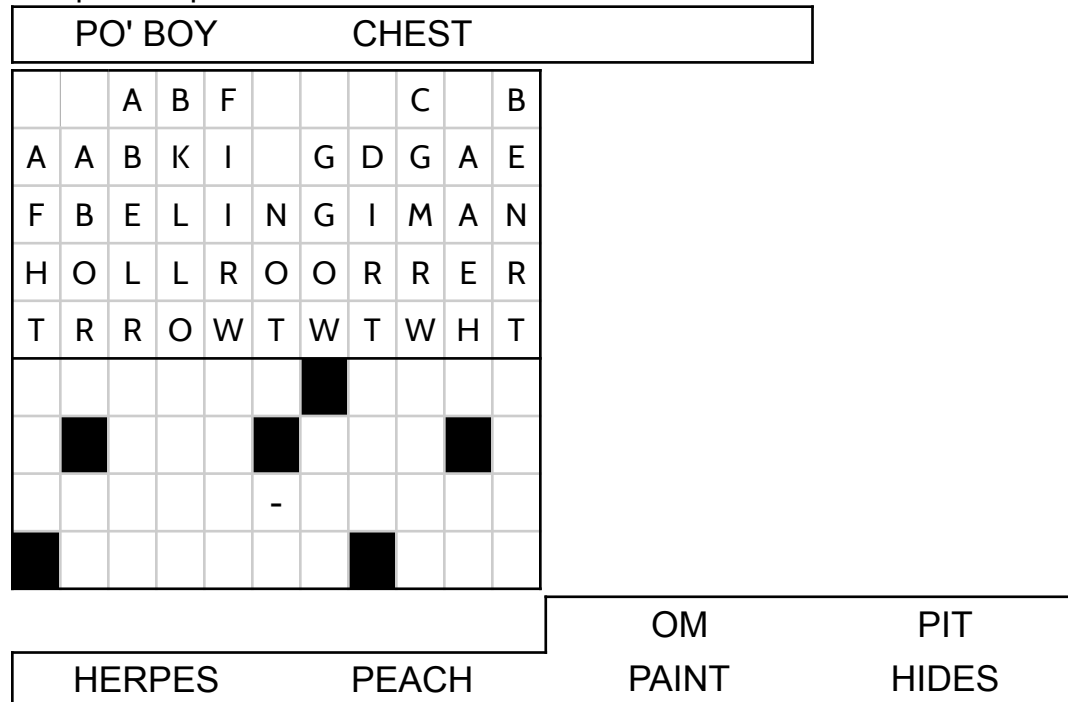 PO' BOY CHEST
A B F C B
A A B K I G D G A E
F B E L I N G I M A N
H O L L R O O R R E R
T R R O W T W T W H T
-
OM PIT
HERPES PEACH PAINT HIDES